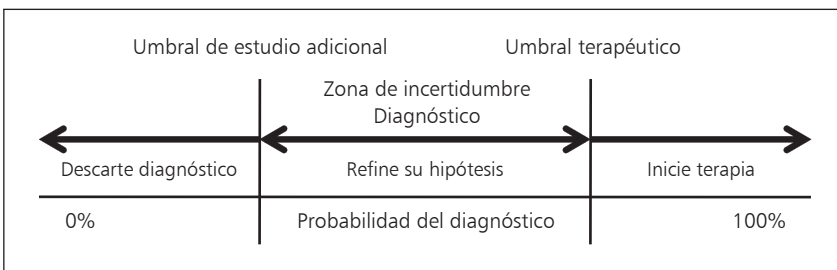 Umbral de estudio adicional
Umbral terapéutico
Zona de incertidumbre
Diagnóstico
Descarte diagnóstico
Refine su hipótesis
Inicie terapia
0%
Probabilidad del diagnóstico
100%